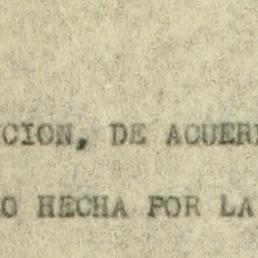 CION, DE ACUER
O HECHA POR LA